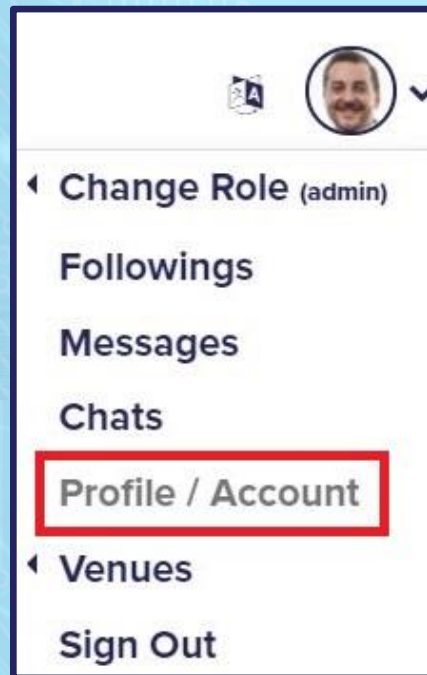 Change Role (admin)
Followings
Messages
Chats
Profile / Account
Venues
Sign Out